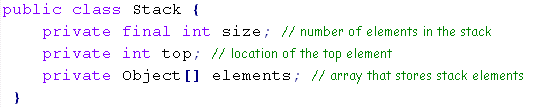 public class Stack {
private final int size; // number of elements in the stack
private int top; // location of the top element
private Object[] elements; // array that stores stack elements
}